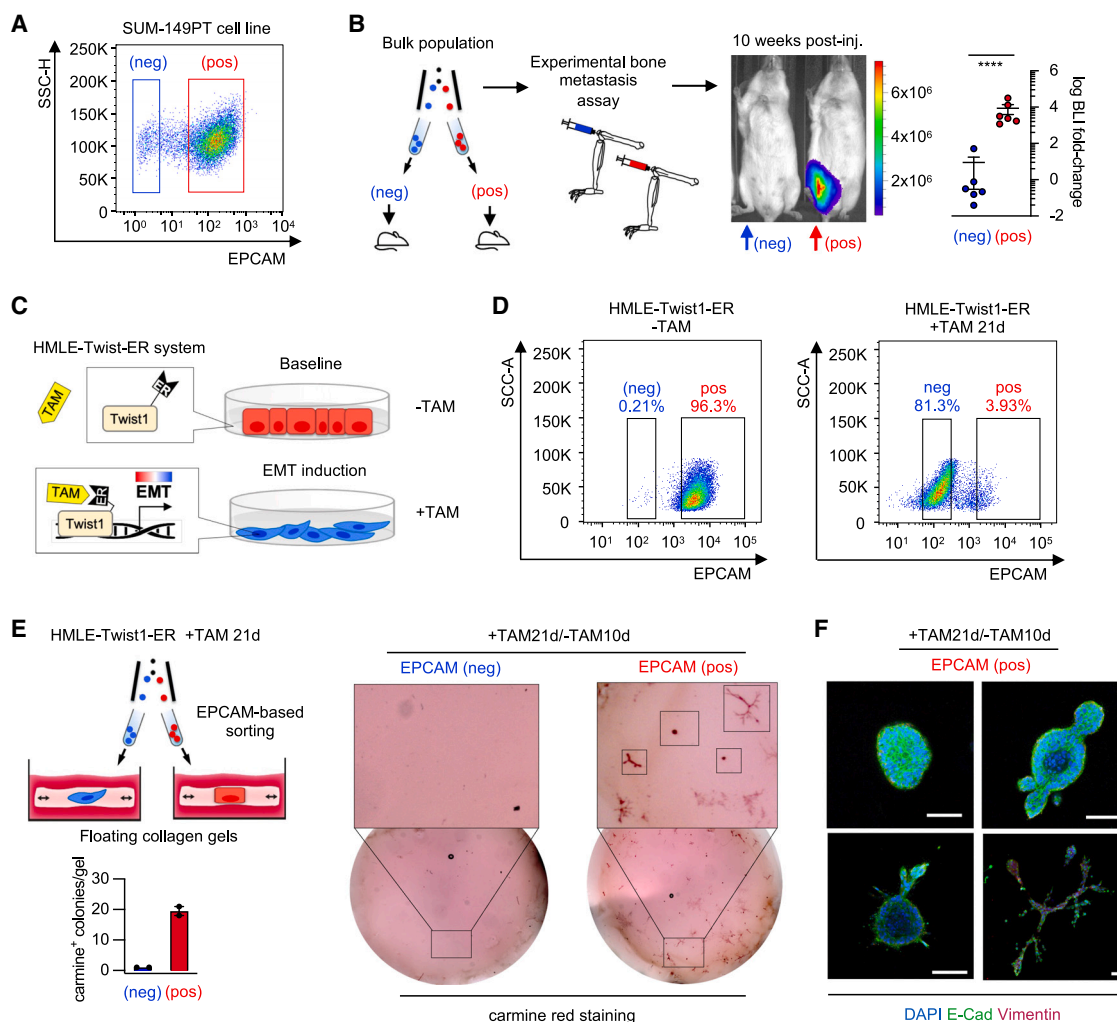 A
SUM-149PT cell line
(neg)
(pos)
SSC-H
250K
200K
150K
100K
50K
0
10⁰ 10¹ 10² 10³ 10⁴
EPCAM
B
Bulk population
(neg)
(pos)
Experimental bone
metastasis
assay
10 weeks post-inj.
6x10⁶
4x10⁶
2x10⁶
(neg)
(pos)
****
6
4
2
0
-2
log BLI fold-change
(neg) (pos)
C
HMLE-Twist-ER system
TAM
ER
Twist1
Baseline
-TAM
TAM
ER
EMT
Twist1
EMT induction
+TAM
D
HMLE-Twist1-ER
-TAM
SCC-A
250K
200K
150K
100K
50K
0
(neg)
0.21%
pos
96.3%
10¹ 10² 10³ 10⁴ 10⁵
EPCAM
HMLE-Twist1-ER
+TAM 21d
SCC-A
250K
200K
150K
100K
50K
0
neg
81.3%
pos
3.93%
10¹ 10² 10³ 10⁴ 10⁵
EPCAM
E
HMLE-Twist1-ER +TAM 21d
EPCAM-based
sorting
Floating collagen gels
carmine⁺ colonies/gel
30
20
10
0
(neg) (pos)
+TAM21d/-TAM10d
EPCAM (neg)
EPCAM (pos)
carmine red staining
F
+TAM21d/-TAM10d
EPCAM (pos)
DAPI E-Cad Vimentin